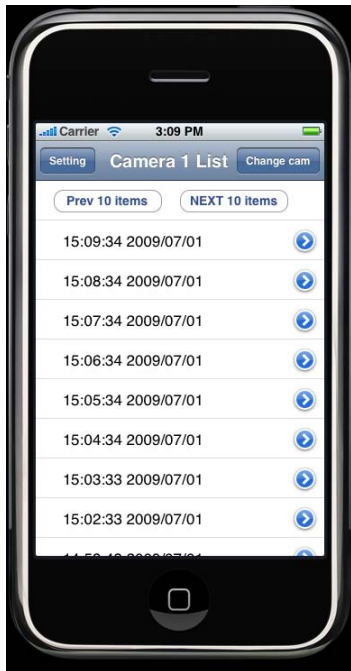 Carrier 3:09 PM
Setting Camera 1 List Change cam
Prev 10 items NEXT 10 items
15:09:34 2009/07/01
15:08:34 2009/07/01
15:07:34 2009/07/01
15:06:34 2009/07/01
15:05:34 2009/07/01
15:04:34 2009/07/01
15:03:33 2009/07/01
15:02:33 2009/07/01